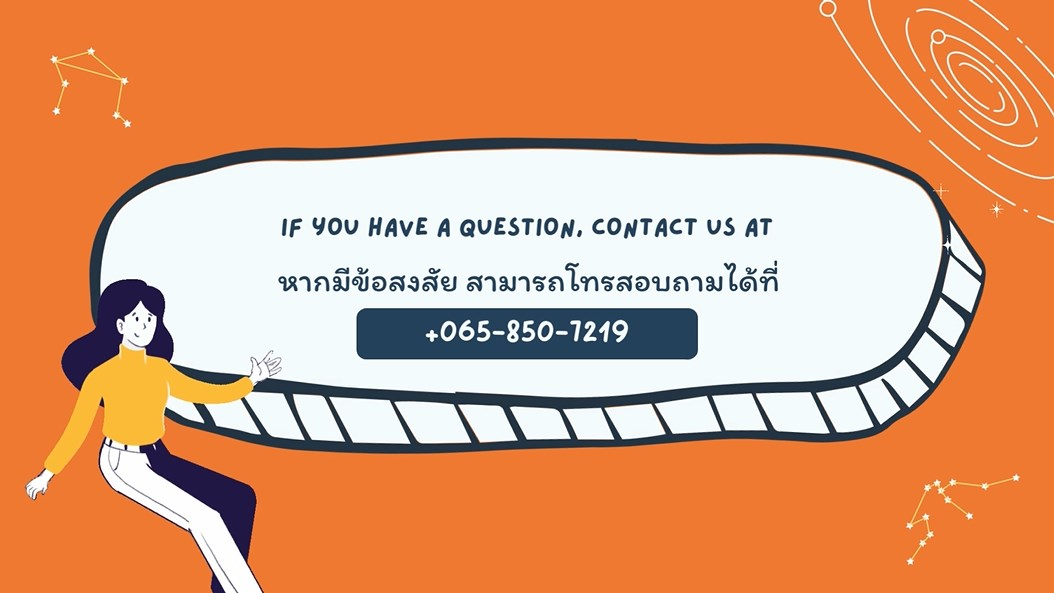 IF YOU HAVE A QUESTION, CONTACT US AT
หากมีข้อสงสัย สามารถโทรสอบถามได้ที่
+065-850-7219